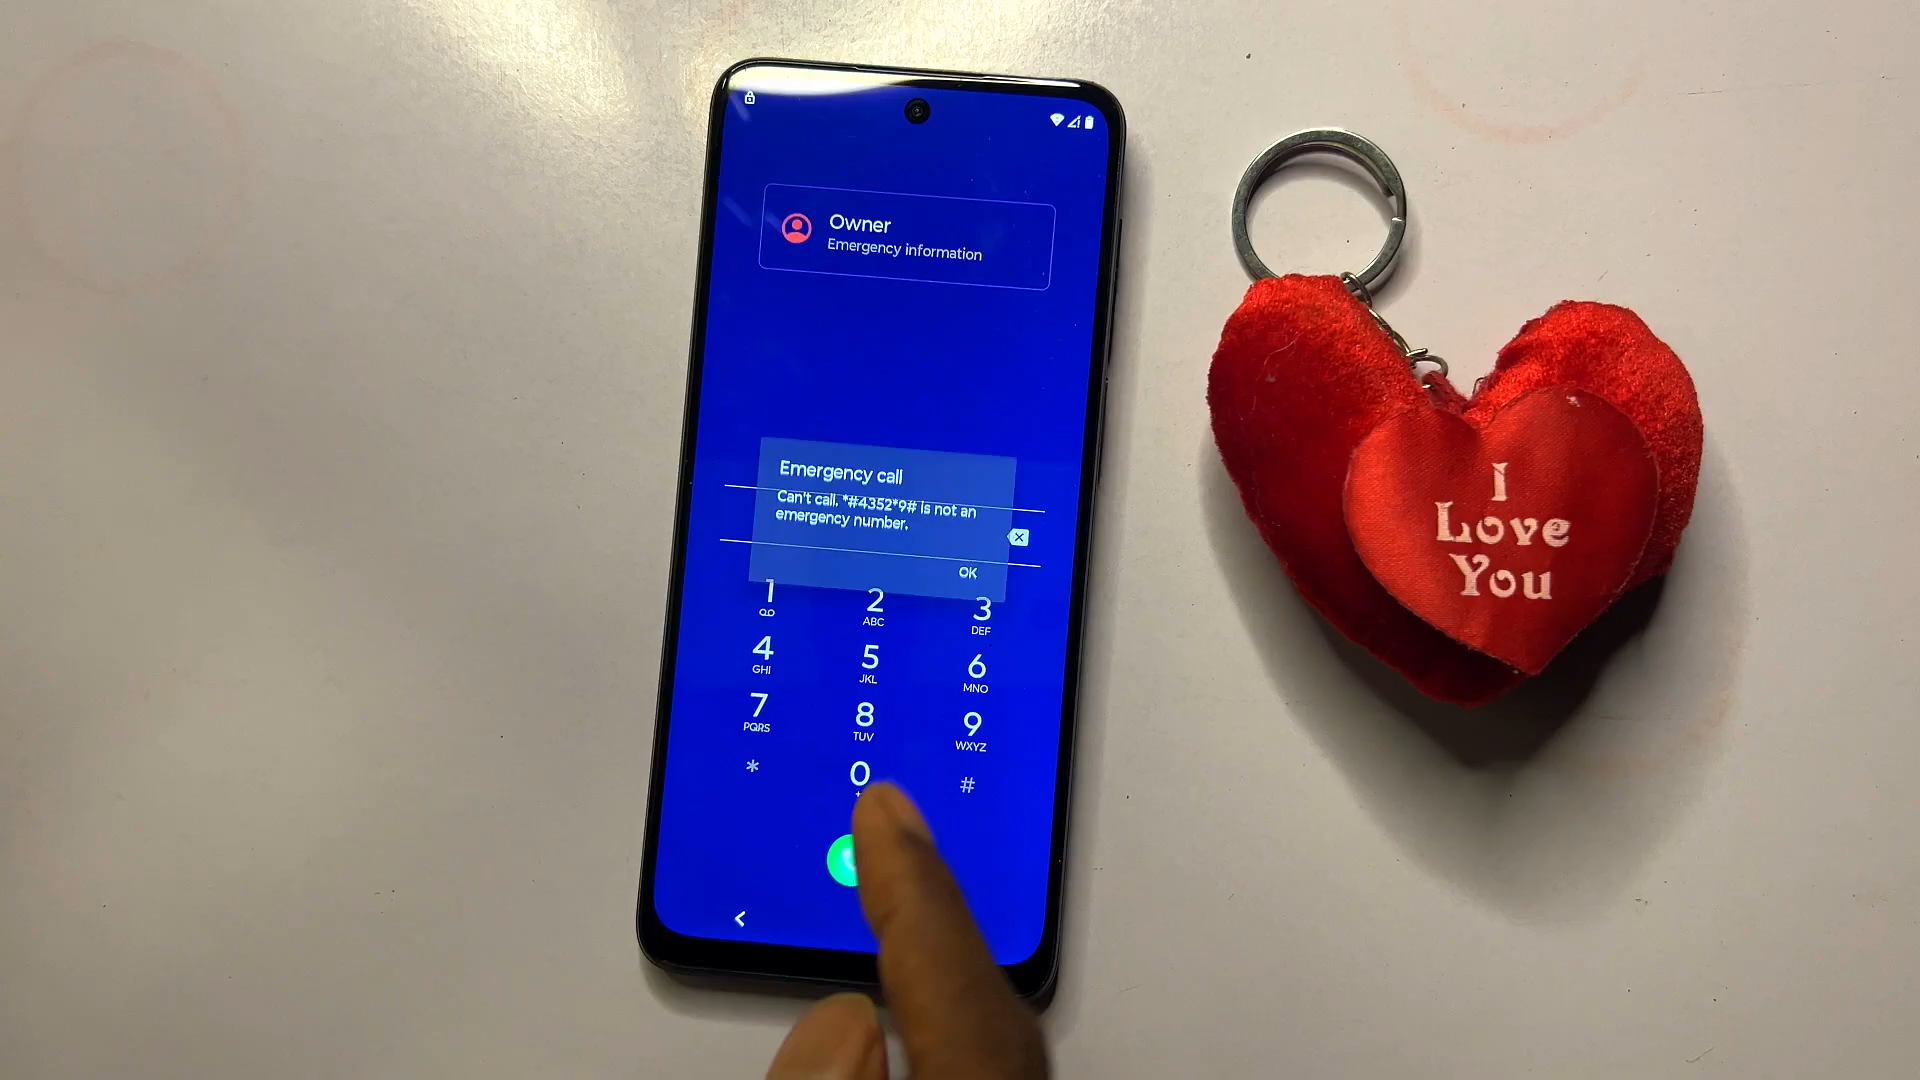 Owner
Emergency information
Emergency call
Can't call. *#4352*9# is not an
emergency number.
OK
1
2
ABC
3
DEF
4
GHI
5
JKL
6
MNO
7
PQRS
8
TUV
9
WXYZ
*
0
+
#
I
Love
You